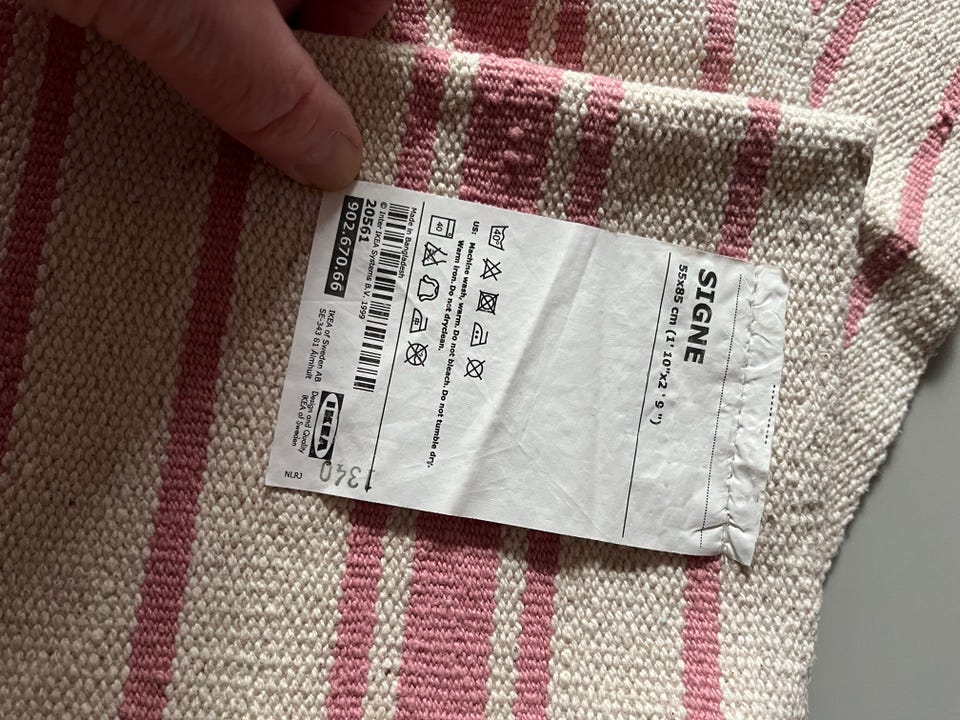 SIGNE
55x85 cm (1' 10"x2 ' 9 ")
40°
US: Machine wash, warm. Do not bleach. Do not tumble dry.
Warm iron. Do not dryclean.
40
Made in Bangladesh
© Inter IKEA Systems B.V. 1999
20561
902.670.66
IKEA of Sweden AB
SE-343 81 Älmhult
IKEA
Design and Quality
IKEA of Sweden
1340
NLRJ